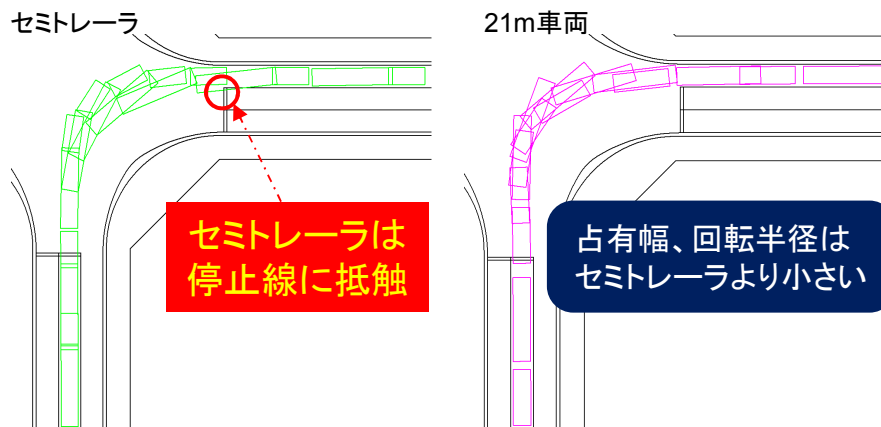 セミトレーラ
21m車両
セミトレーラは
停止線に抵触
占有幅、回転半径は
セミトレーラより小さい